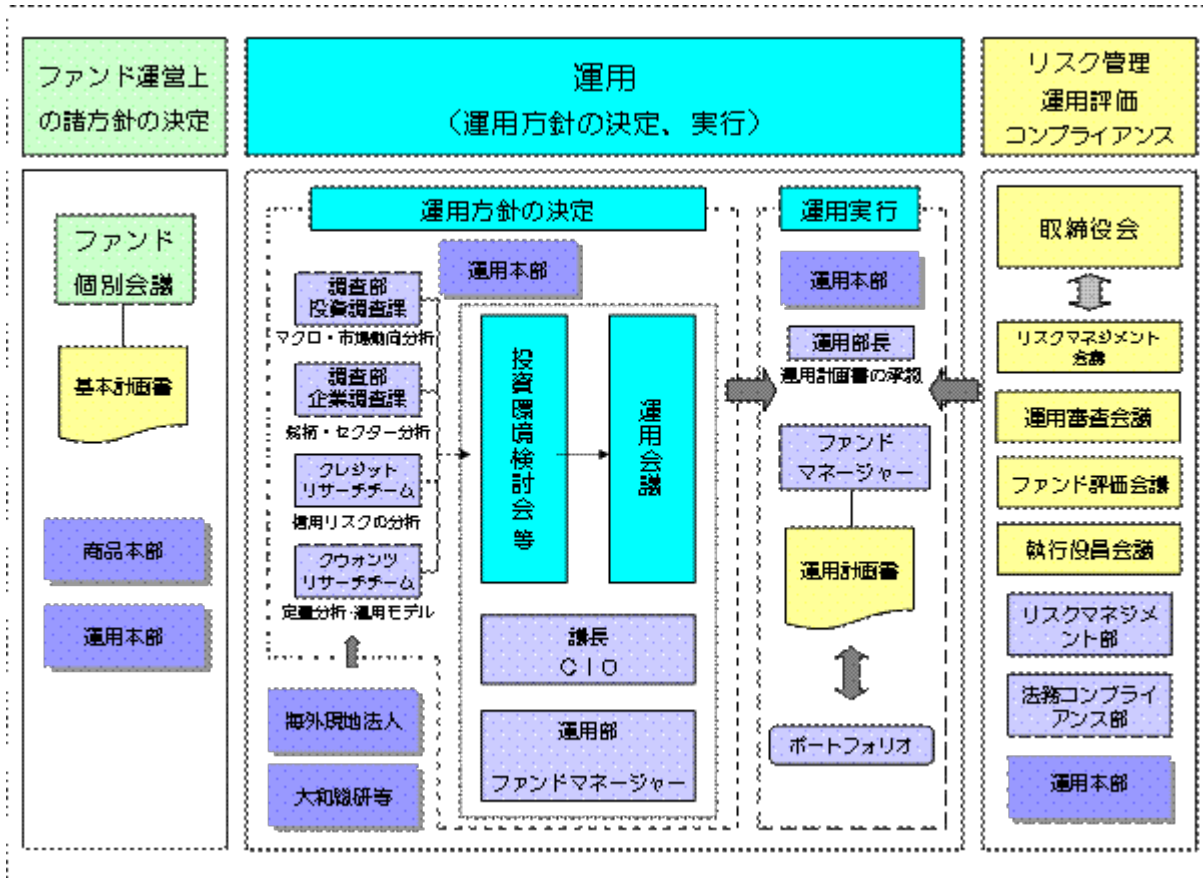 ファンド運営上
の諸方針の決定
運用
（運用方針の決定、実行）
リスク管理
運用評価
コンプライアンス
ファンド
個別会議
基本計画書
商品本部
運用本部
運用方針の決定
運用本部
調査部
投資調査課
マクロ・市場動向分析
調査部
企業調査課
銘柄・セクター分析
クレジット
リサーチチーム
信用リスクの分析
クウォンツ
リサーチチーム
定量分析・運用モデル
海外現地法人
大和総研等
投資環境検討会等
運用会議
議長
ＣＩＯ
運用部
ファンドマネージャー
運用実行
運用本部
運用部長
運用計画書の承認
ファンド
マネージャー
運用計画書
ポートフォリオ
取締役会
リスクマネジメント
会議
運用審査会議
ファンド評価会議
執行役員会議
リスクマネジメ
ント部
法務コンプライ
アンス部
運用本部